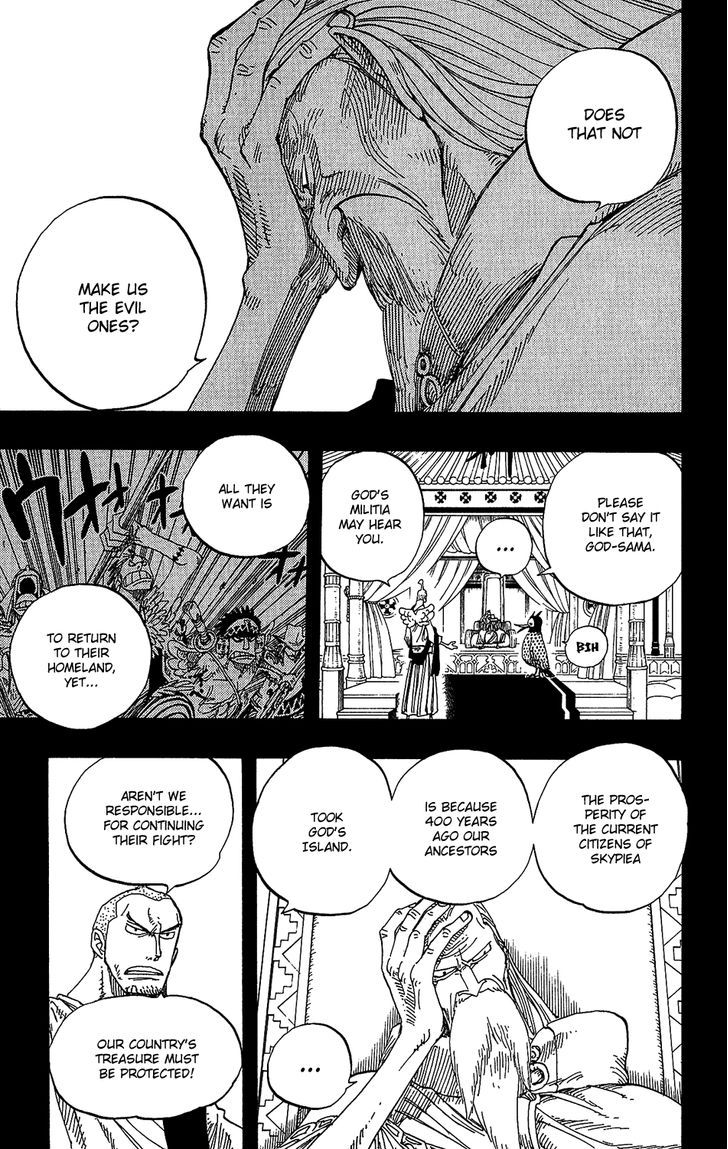 DOES
THAT NOT
MAKE US
THE EVIL
ONES?
PLEASE
DON'T SAY IT
LIKE THAT,
GOD-SAMA.
...
BIH
GOD'S
MILITIA
MAY HEAR
YOU.
ALL THEY
WANT IS
TO RETURN
TO THEIR
HOMELAND,
YET...
THE PROS-
PERITY OF
THE CURRENT
CITIZENS OF
SKYPIEA
IS BECAUSE
400 YEARS
AGO OUR
ANCESTORS
TOOK
GOD'S
ISLAND.
...
AREN'T WE
RESPONSIBLE...
FOR CONTINUING
THEIR FIGHT?
OUR COUNTRY'S
TREASURE MUST
BE PROTECTED!